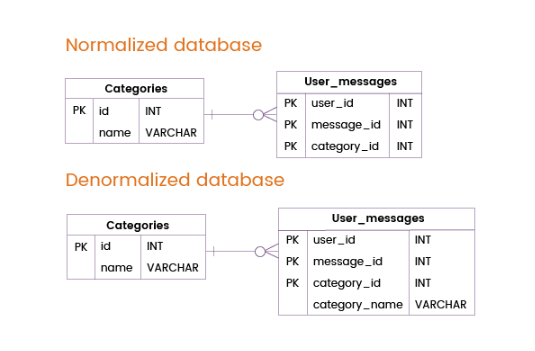 Normalized database
Categories
PK id INT
name VARCHAR
User_messages
PK user_id INT
PK message_id INT
PK category_id INT
Denormalized database
Categories
PK id INT
name VARCHAR
User_messages
PK user_id INT
PK message_id INT
PK category_id INT
category_name VARCHAR